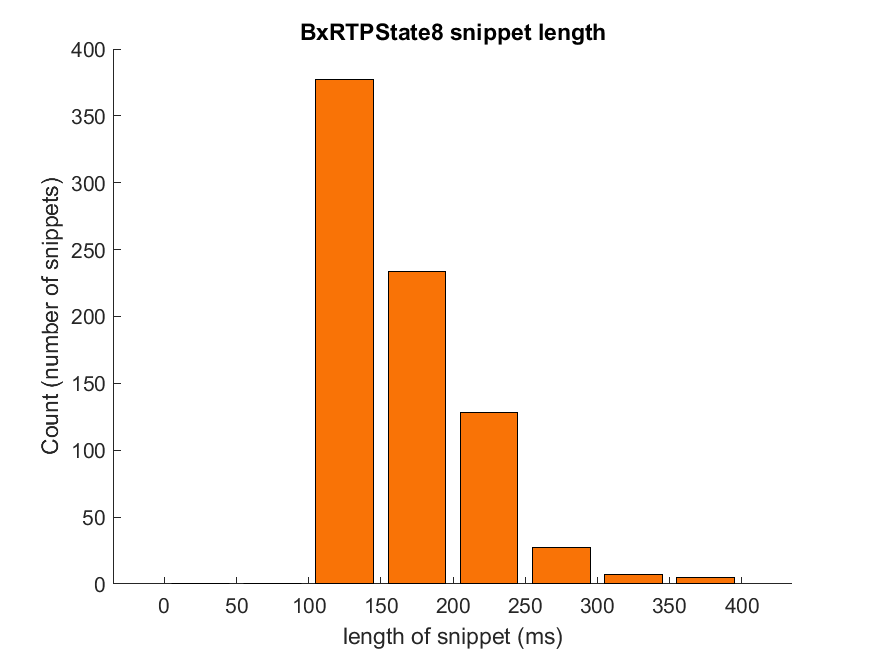 BxRTPState8 snippet length
400
350
300
250
200
150
100
50
0
Count (number of snippets)
0 50 100 150 200 250 300 350 400
length of snippet (ms)